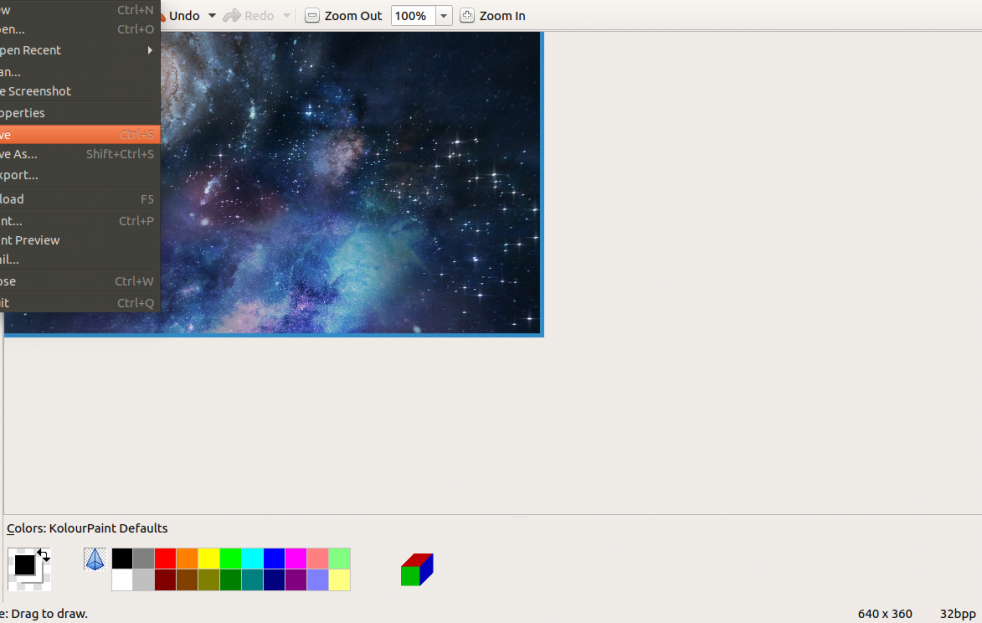 w Ctrl+N
en... Ctrl+O
pen Recent
an...
e Screenshot
operties
ve Ctrl+S
ve As... Shift+Ctrl+S
xport...
load F5
nt... Ctrl+P
nt Preview
il...
ose Ctrl+W
it Ctrl+Q
Undo Redo Zoom Out 100% Zoom In
Colors: KolourPaint Defaults
e: Drag to draw. 640 x 360 32bpp